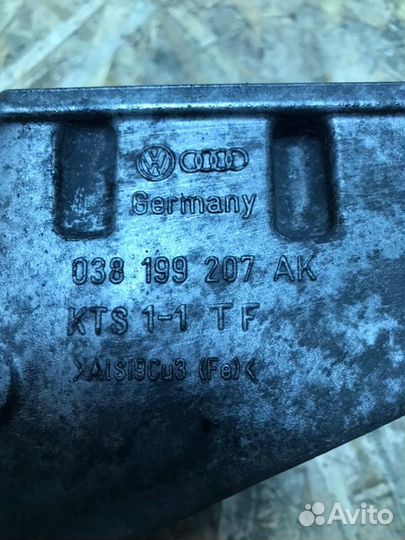 Germany
038 199 207 AK
KTS 1-1 TF
>AlSi9Cu3 (Fe)<
Avito